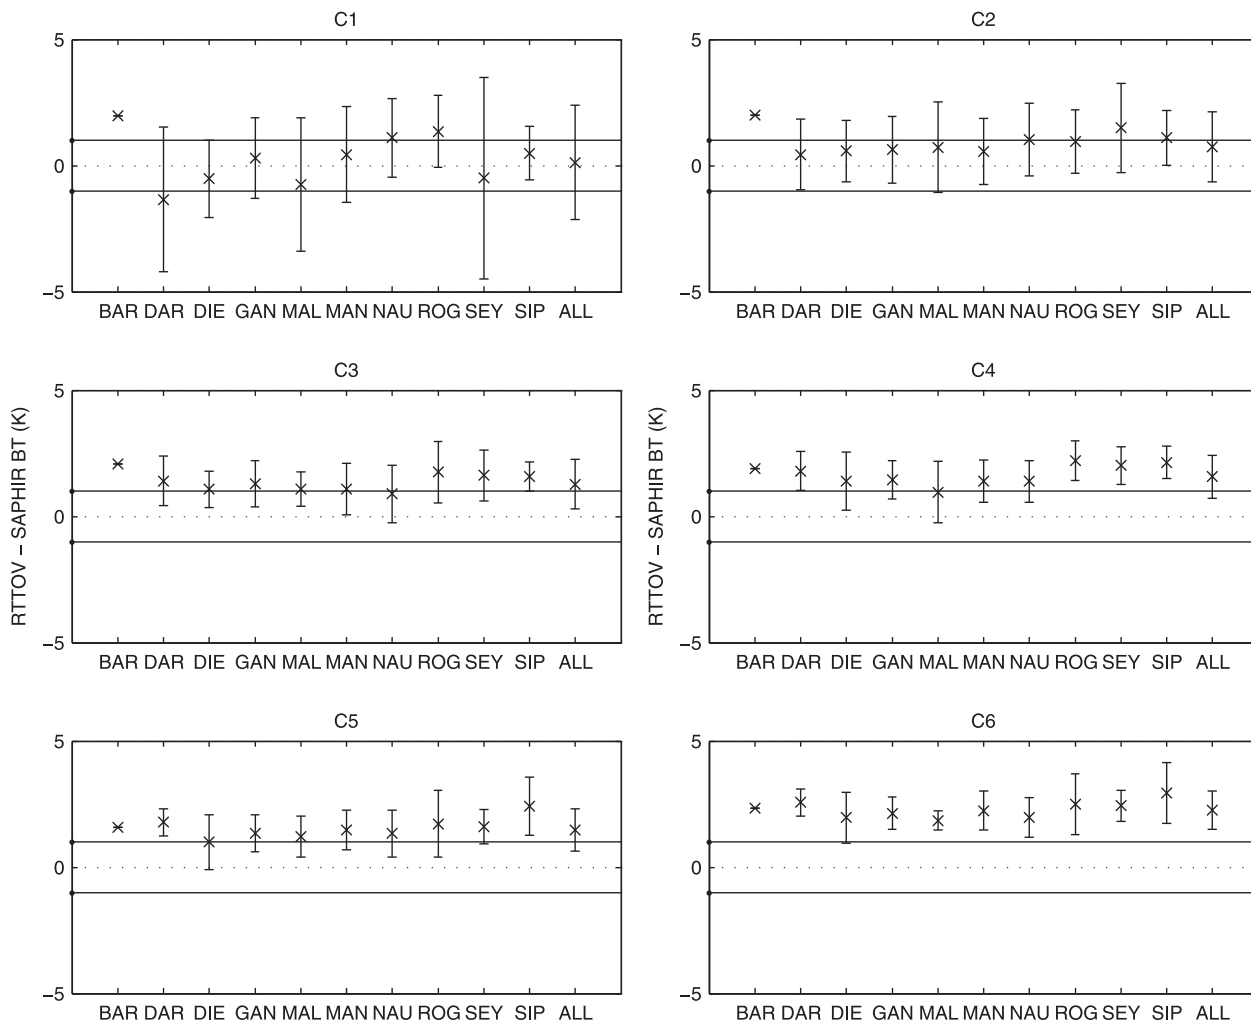 C1
5
0
−5
BAR DAR DIE GAN MAL MAN NAU ROG SEY SIP ALL
C2
5
0
−5
BAR DAR DIE GAN MAL MAN NAU ROG SEY SIP ALL
RTTOV − SAPHIR BT (K)
C3
5
0
−5
BAR DAR DIE GAN MAL MAN NAU ROG SEY SIP ALL
RTTOV − SAPHIR BT (K)
C4
5
0
−5
BAR DAR DIE GAN MAL MAN NAU ROG SEY SIP ALL
C5
5
0
−5
BAR DAR DIE GAN MAL MAN NAU ROG SEY SIP ALL
C6
5
0
−5
BAR DAR DIE GAN MAL MAN NAU ROG SEY SIP ALL